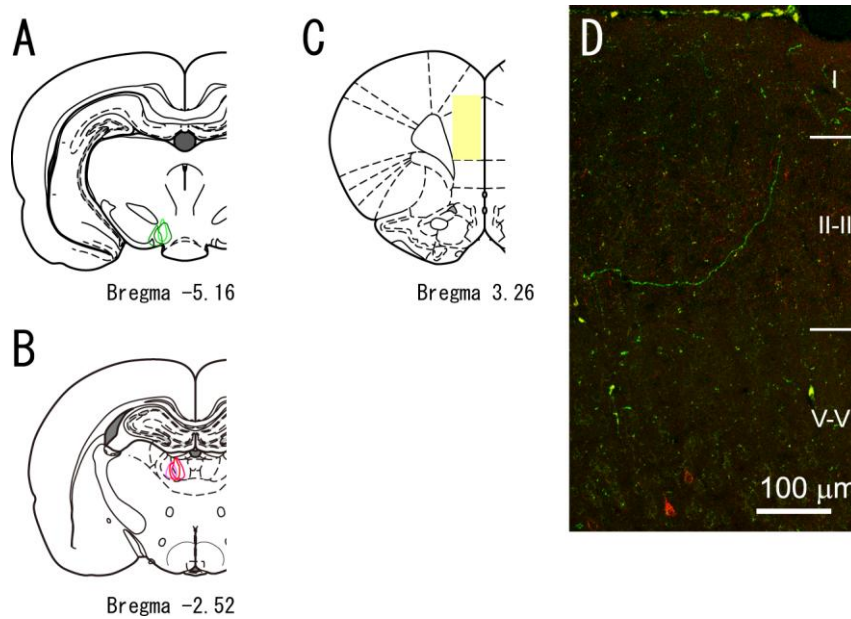 A
Bregma -5.16
B
Bregma -2.52
C
Bregma 3.26
D
I
II-II
V-V
100 μm